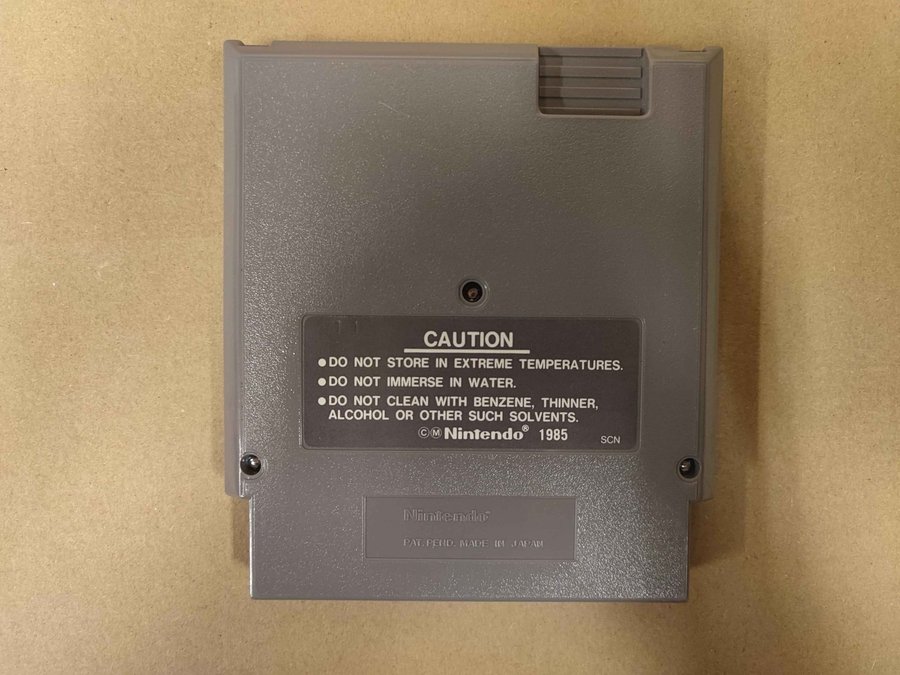 CAUTION
●DO NOT STORE IN EXTREME TEMPERATURES.
●DO NOT IMMERSE IN WATER.
●DO NOT CLEAN WITH BENZENE, THINNER,
ALCOHOL OR OTHER SUCH SOLVENTS.
ⒸⓂNintendo® 1985 SCN
Nintendo®
PAT. PEND. MADE IN JAPAN